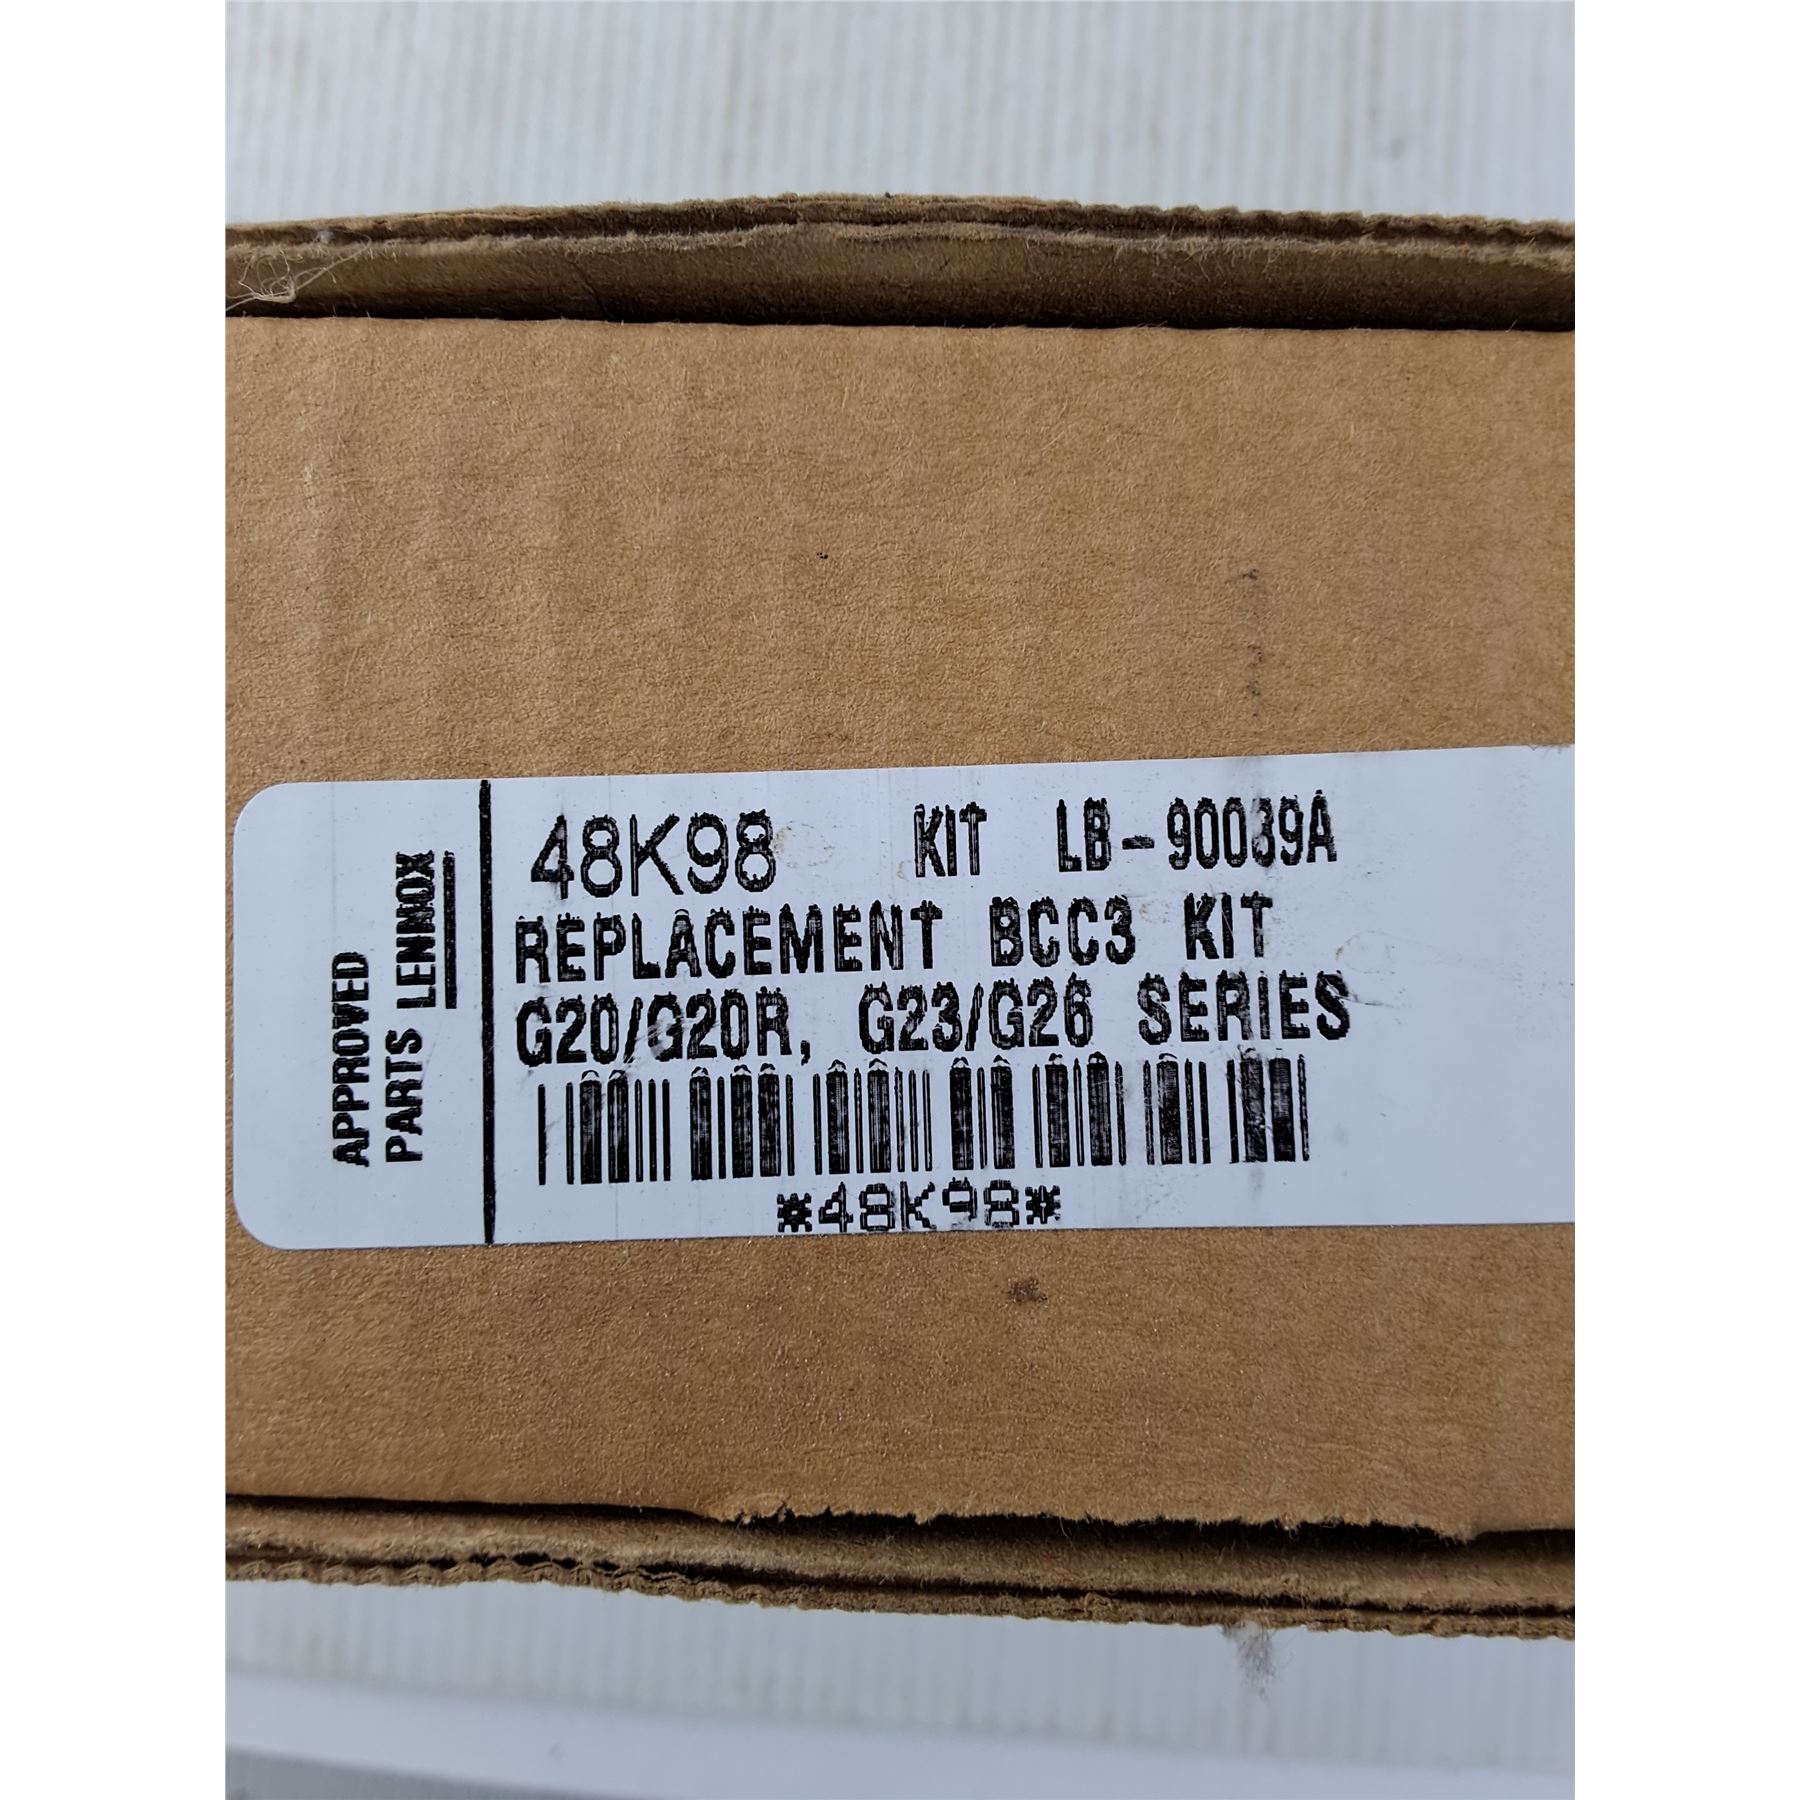 APPROVED
PARTS LENNOX
48K98 KIT LB-90039A
REPLACEMENT BCC3 KIT
G20/G20R, G23/G26 SERIES
*48K98*